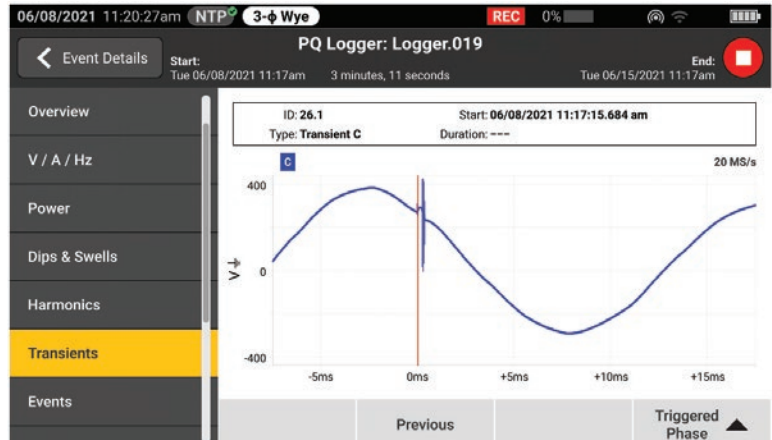 06/08/2021 11:20:27am NTP 3-ϕ Wye REC 0%
PQ Logger: Logger.019
Event Details
Start:
Tue 06/08/2021 11:17am 3 minutes, 11 seconds
End:
Tue 06/15/2021 11:17am
Overview
V / A / Hz
Power
Dips & Swells
Harmonics
Transients
Events
ID: 26.1 Start: 06/08/2021 11:17:15.684 am
Type: Transient C Duration: ---
C
20 MS/s
400
0
-400
V
-5ms 0ms +5ms +10ms +15ms
Previous
Triggered
Phase